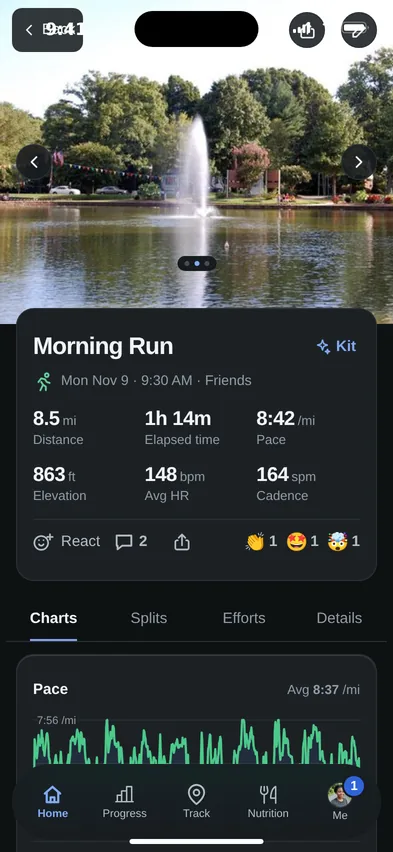 9:41
Morning Run
Kit
Mon Nov 9 · 9:30 AM · Friends
8.5 mi
1h 14m
8:42 /mi
Distance
Elapsed time
Pace
863 ft
148 bpm
164 spm
Elevation
Avg HR
Cadence
React
2
1
1
1
Charts
Splits
Efforts
Details
Pace
Avg 8:37 /mi
7:56 /mi
1
Home
Progress
Track
Nutrition
Me